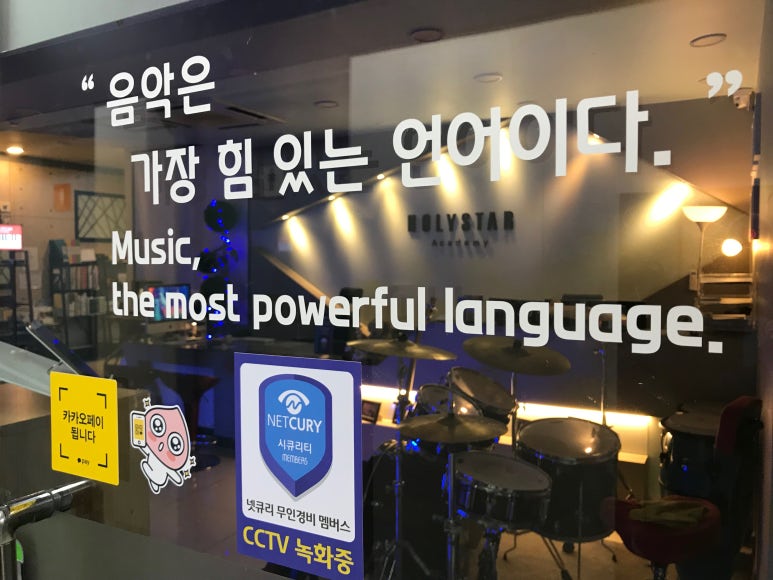 “ 음악은
가장 힘 있는 언어이다. ”
HOLYSTAR
Academy
Music,
the most powerful language.
카카오페이
됩니다
pay
NETCURY
시큐리티
MEMBERS
넷큐리 무인경비 멤버스
CCTV 녹화중